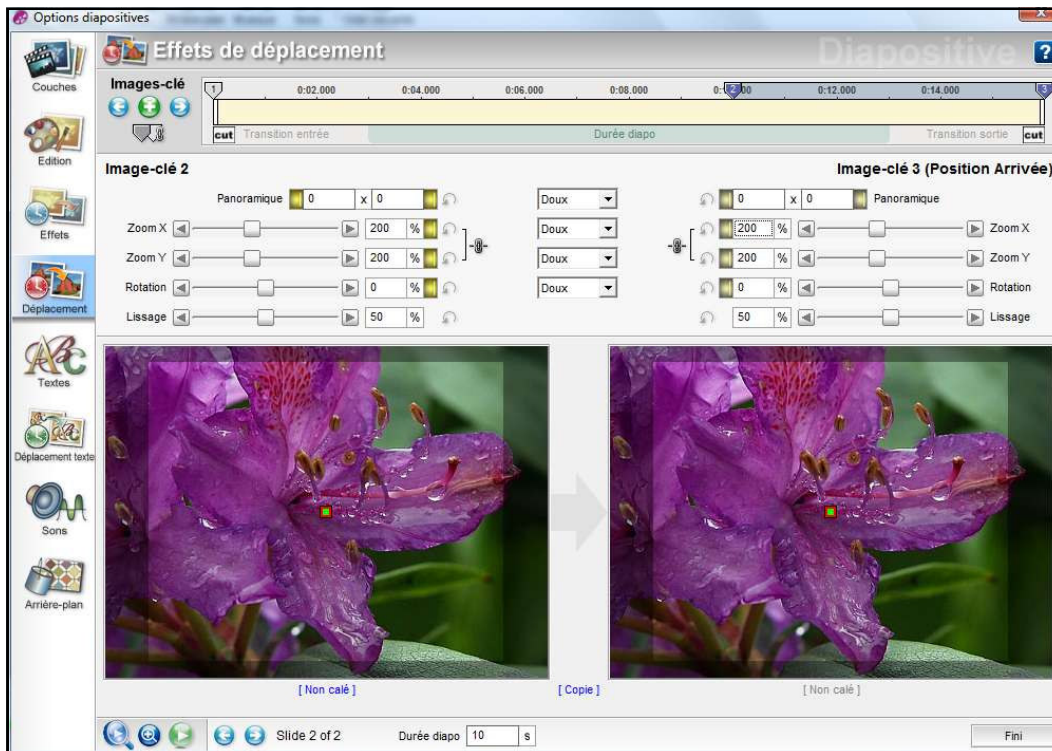 Options diapositives
Effets de déplacement
Diapositive ?
Couches
Edition
Effets
Déplacement
Textes
Déplacement texte
Sons
Arrière-plan
Images-clé
1 0:02.000 0:04.000 0:06.000 0:08.000 2 0:12.000 0:14.000 3
cut Transition entrée Durée diapo Transition sortie cut
Image-clé 2 Image-clé 3 (Position Arrivée)
Panoramique 0 x 0 Doux 0 x 0 Panoramique
Zoom X 200 % Doux 200 % Zoom X
Zoom Y 200 % Doux 200 % Zoom Y
Rotation 0 % Doux 0 % Rotation
Lissage 50 % 50 % Lissage
[ Non calé ] [ Copie ] [ Non calé ]
Slide 2 of 2 Durée diapo 10 s Fini